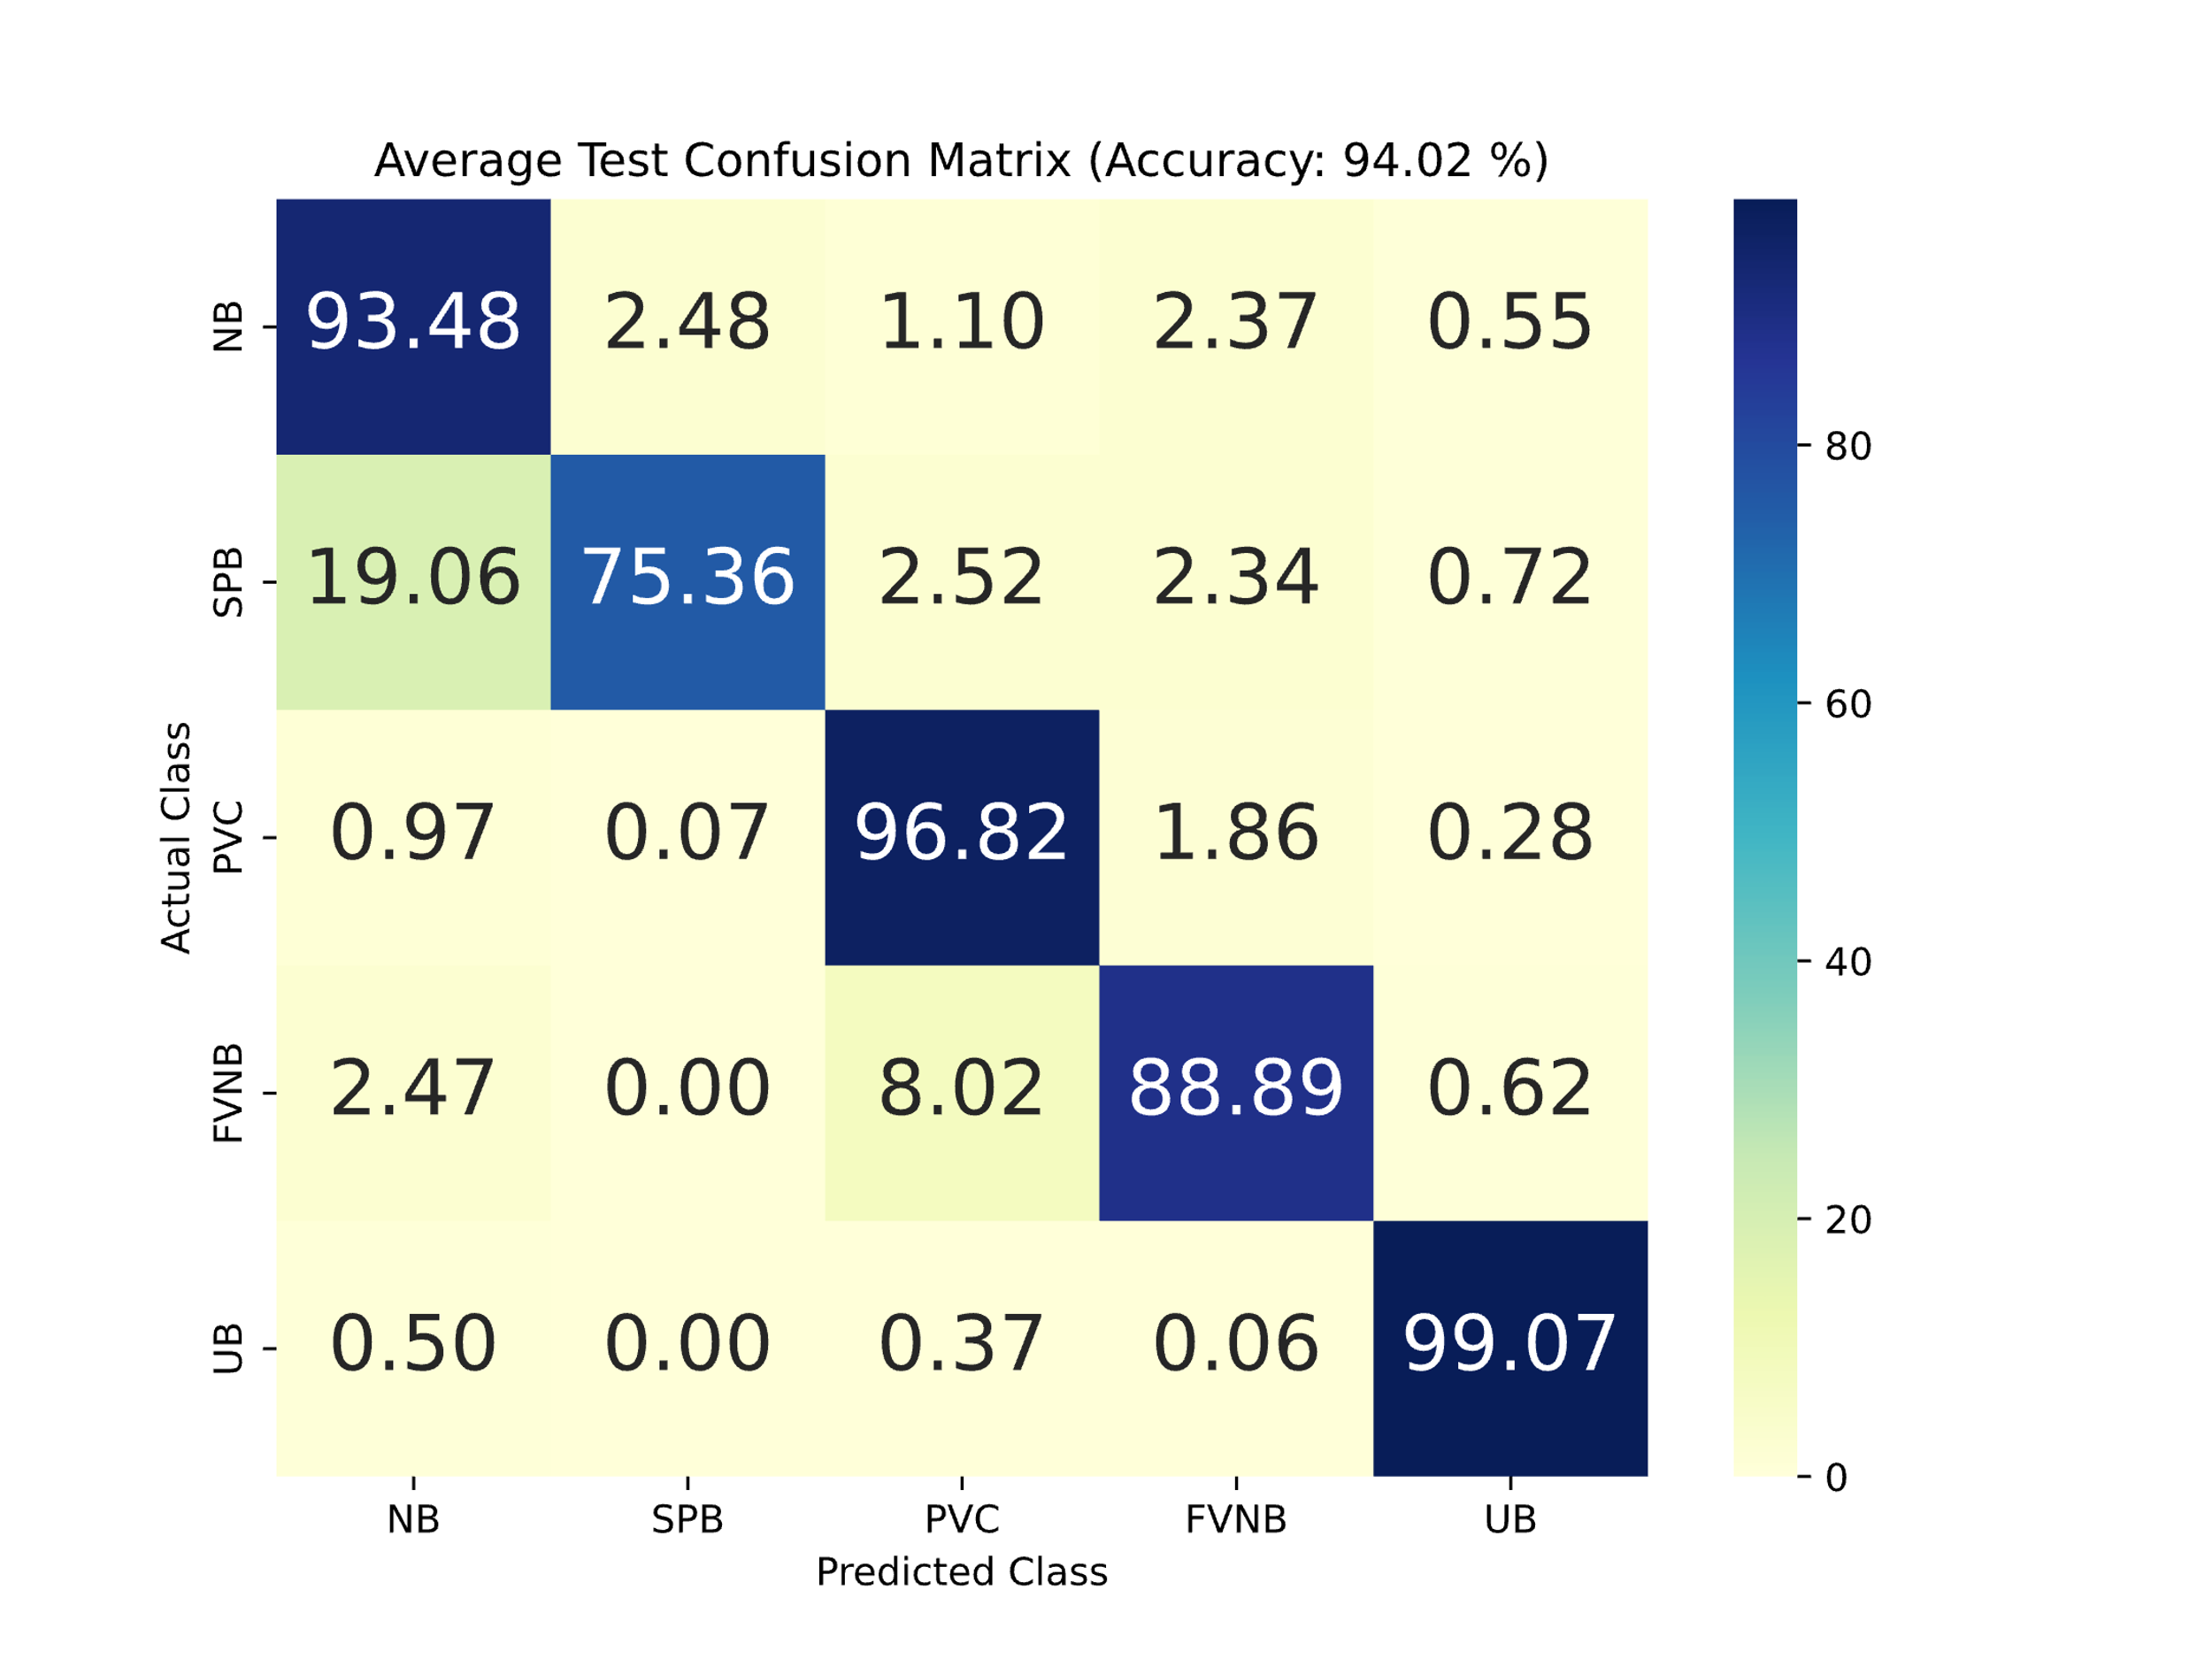 Average Test Confusion Matrix (Accuracy: 94.02 %)
NB 93.48 2.48 1.10 2.37 0.55
SPB 19.06 75.36 2.52 2.34 0.72
PVC 0.97 0.07 96.82 1.86 0.28
FVNB 2.47 0.00 8.02 88.89 0.62
UB 0.50 0.00 0.37 0.06 99.07
Actual Class
NB SPB PVC FVNB UB
Predicted Class
80
60
40
20
0